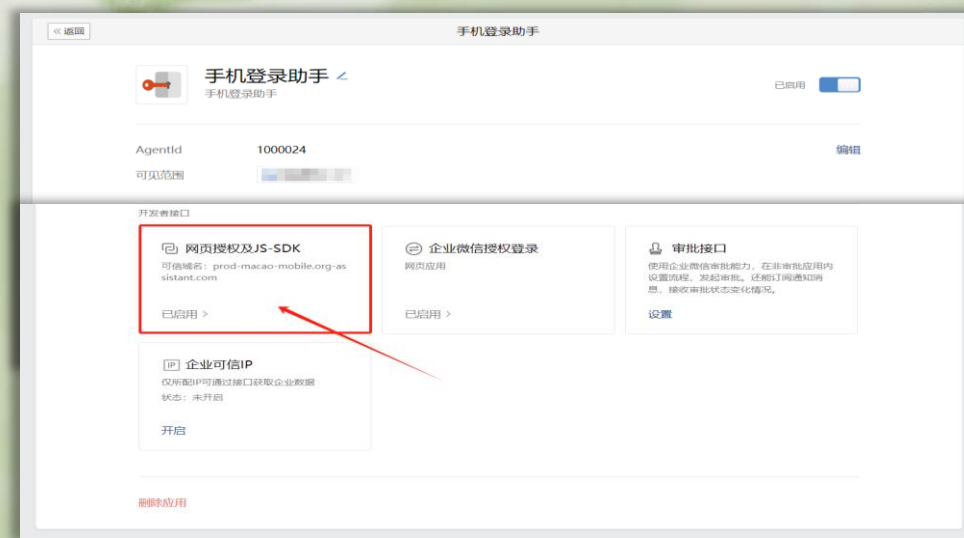 « 返回
手机登录助手
手机登录助手
手机登录助手
已启用
AgentId 1000024
编辑
可见范围
开发者接口
网页授权及JS-SDK
可信域名：prod-macao-mobile.org-as
sistant.com
已启用 >
企业微信授权登录
网页应用
已启用 >
审批接口
使用企业微信审批能力，在非审批应用内
设置流程、发起审批。还能订阅通知消
息，接收审批状态变化情况。
设置
IP 企业可信IP
仅所配IP可通过接口获取企业数据
状态：未开启
开启
删除应用